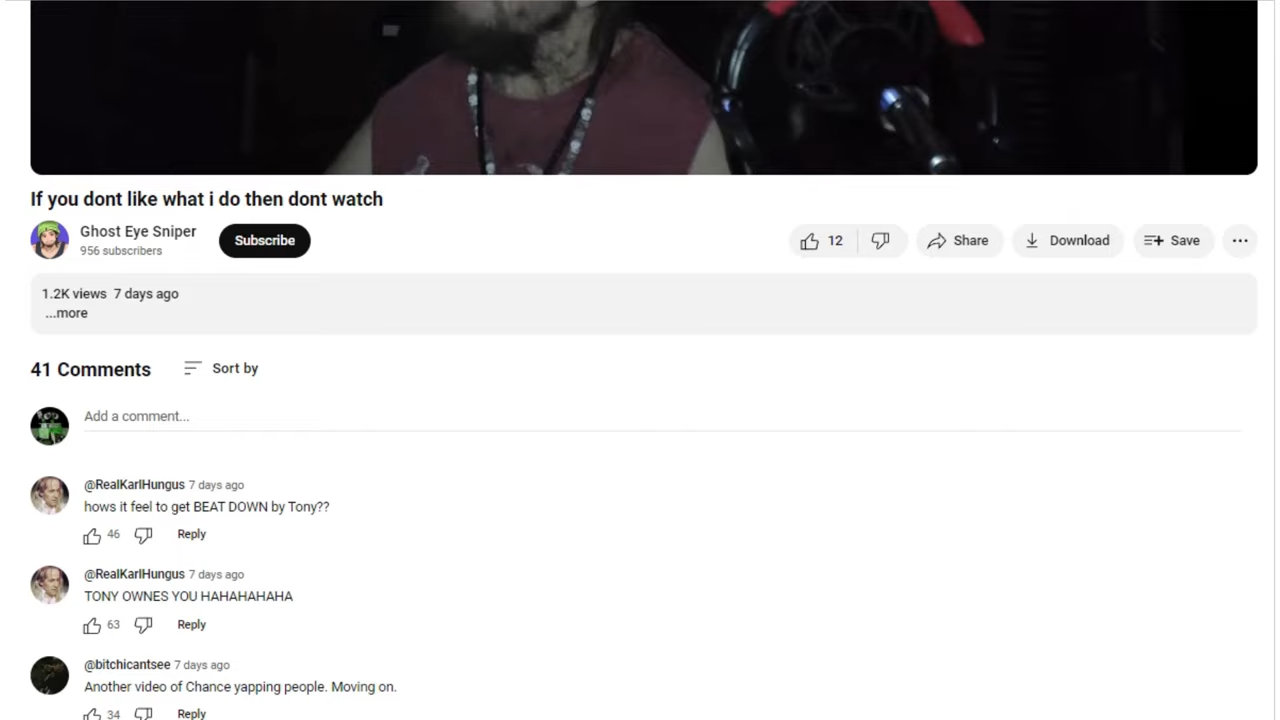 If you dont like what i do then dont watch
Ghost Eye Sniper
956 subscribers
Subscribe
12
Share
Download
Save
1.2K views 7 days ago
...more
41 Comments
Sort by
Add a comment...
@RealKarlHungus 7 days ago
hows it feel to get BEAT DOWN by Tony??
46
Reply
@RealKarlHungus 7 days ago
TONY OWNES YOU HAHAHAHAHA
63
Reply
@bitchicantsee 7 days ago
Another video of Chance yapping people. Moving on.
34
Reply